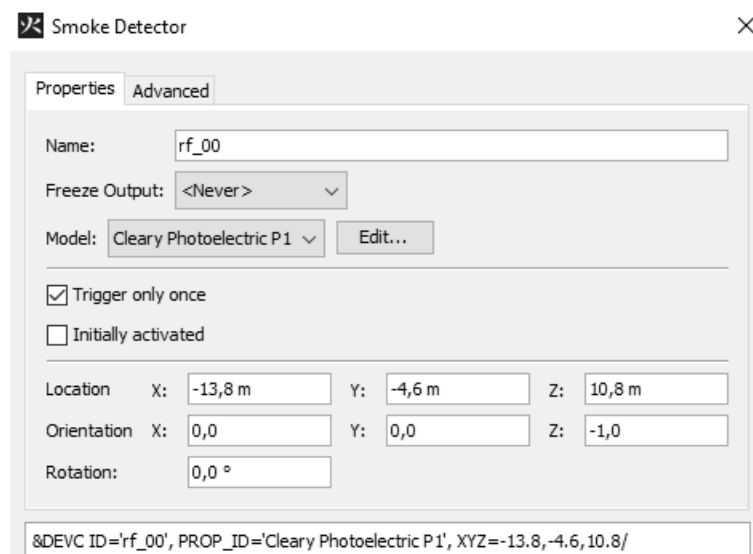 Smoke Detector
Properties Advanced
Name: rf_00
Freeze Output: <Never>
Model: Cleary Photoelectric P1 Edit...
Trigger only once
Initially activated
Location X: -13,8 m Y: -4,6 m Z: 10,8 m
Orientation X: 0,0 Y: 0,0 Z: -1,0
Rotation: 0,0 °
&DEVC ID='rf_00', PROP_ID='Cleary Photoelectric P1', XYZ=-13.8,-4.6,10.8/